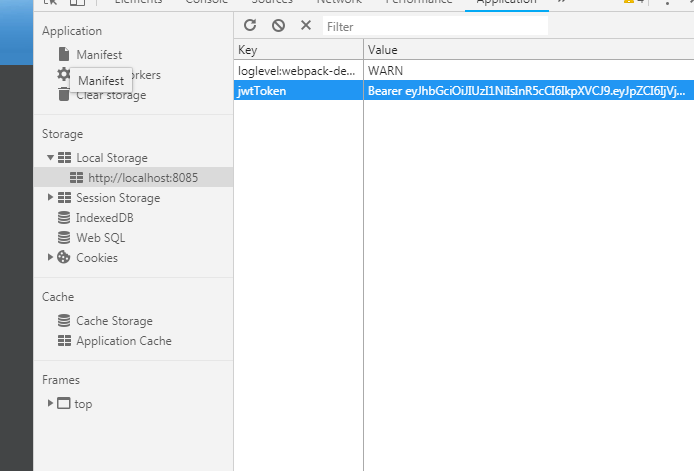 Elements Console Sources Network Performance Application » 4
Application
Manifest
Manifest
Clear storage
Storage
Local Storage
http://localhost:8085
Session Storage
IndexedDB
Web SQL
Cookies
Cache
Cache Storage
Application Cache
Frames
top
Filter
Key Value
loglevel:webpack-de... WARN
jwtToken Bearer eyJhbGciOiJIUzI1NiIsInR5cCI6IkpXVCJ9.eyJpZCI6IjVj...